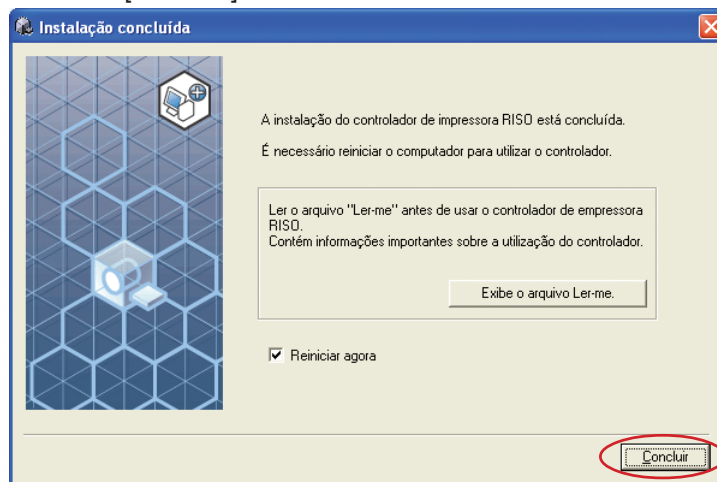 Instalação concluída
A instalação do controlador de impressora RISO está concluída.
É necessário reiniciar o computador para utilizar o controlador.
Ler o arquivo "Ler-me" antes de usar o controlador de empressora
RISO.
Contém informações importantes sobre a utilização do controlador.
Exibe o arquivo Ler-me.
Reiniciar agora
Concluir